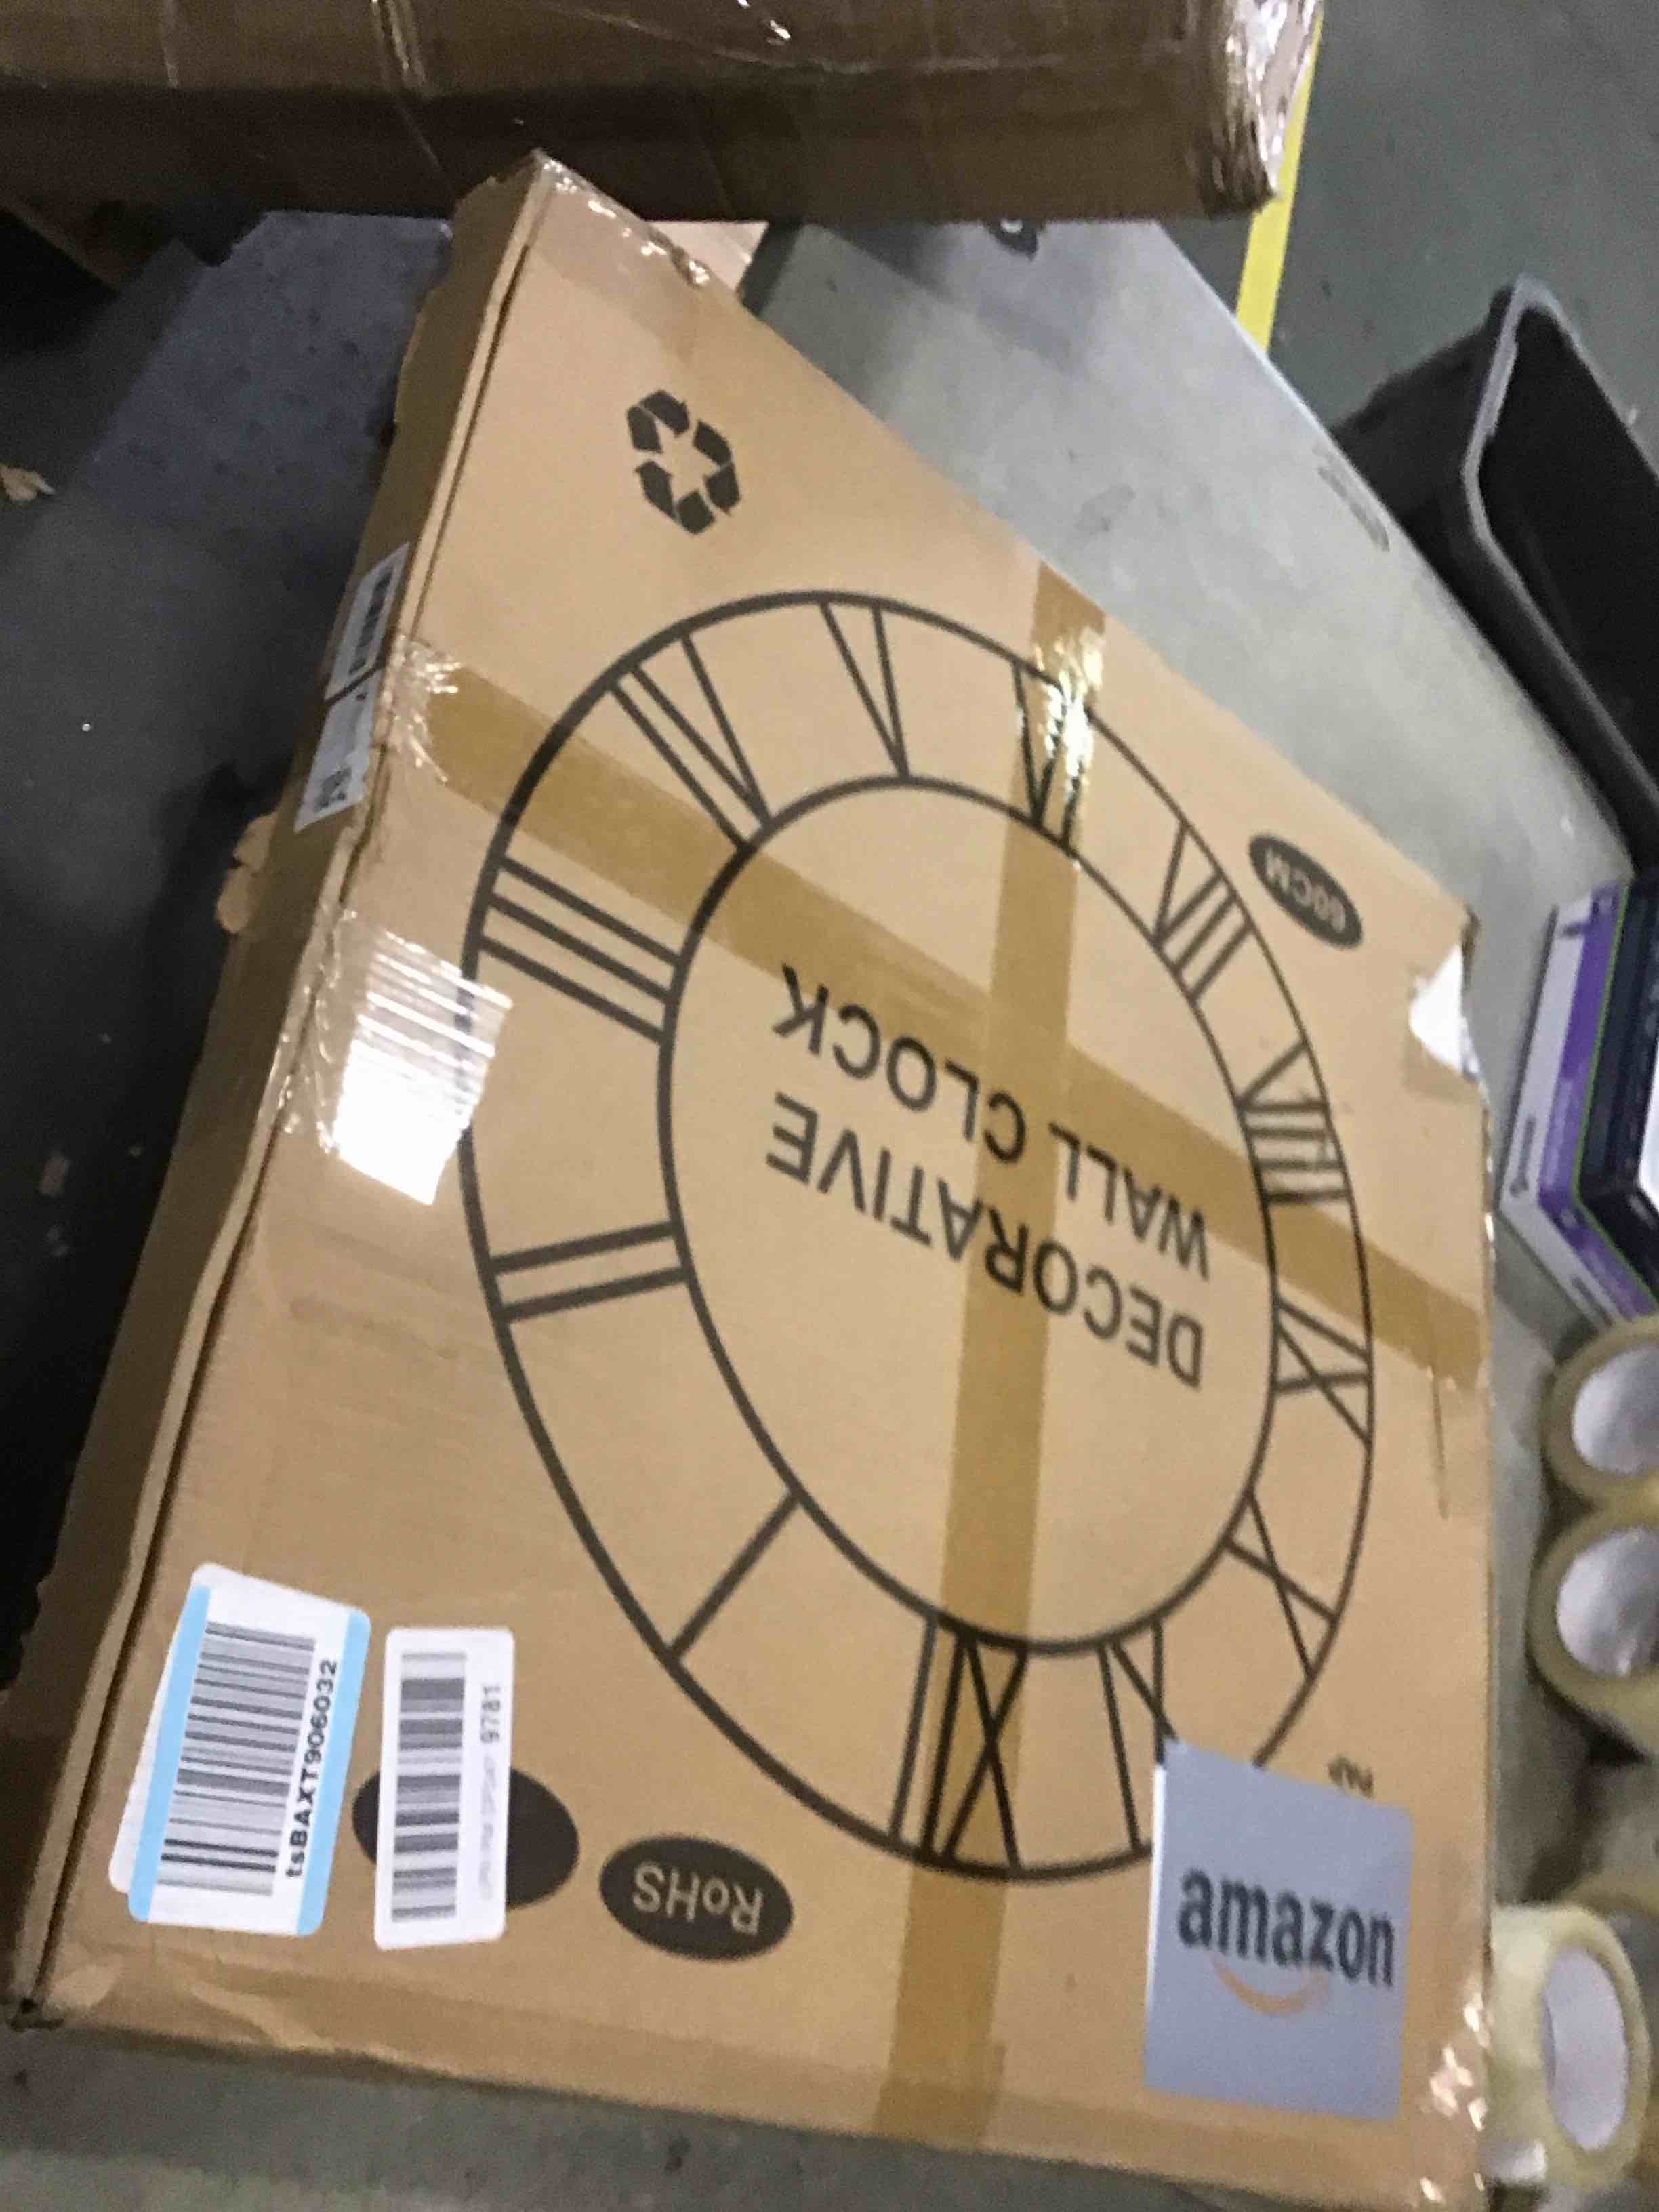 DECORATIVE
WALL CLOCK
60CM
RoHS
amazon
tsBAXT906032
9781